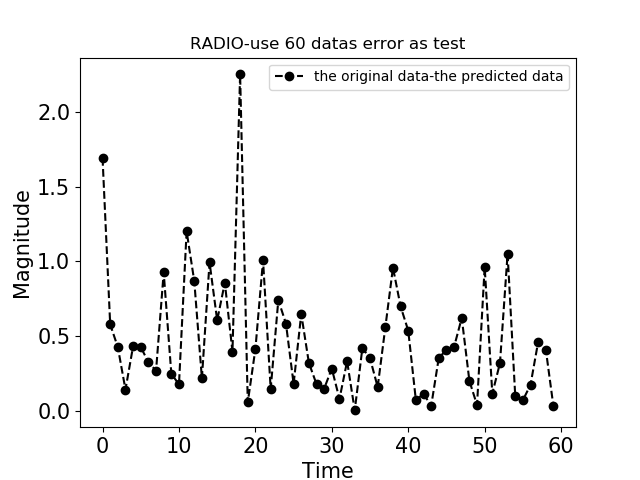 RADIO-use 60 datas error as test
the original data-the predicted data
Magnitude
2.0
1.5
1.0
0.5
0.0
0 10 20 30 40 50 60
Time